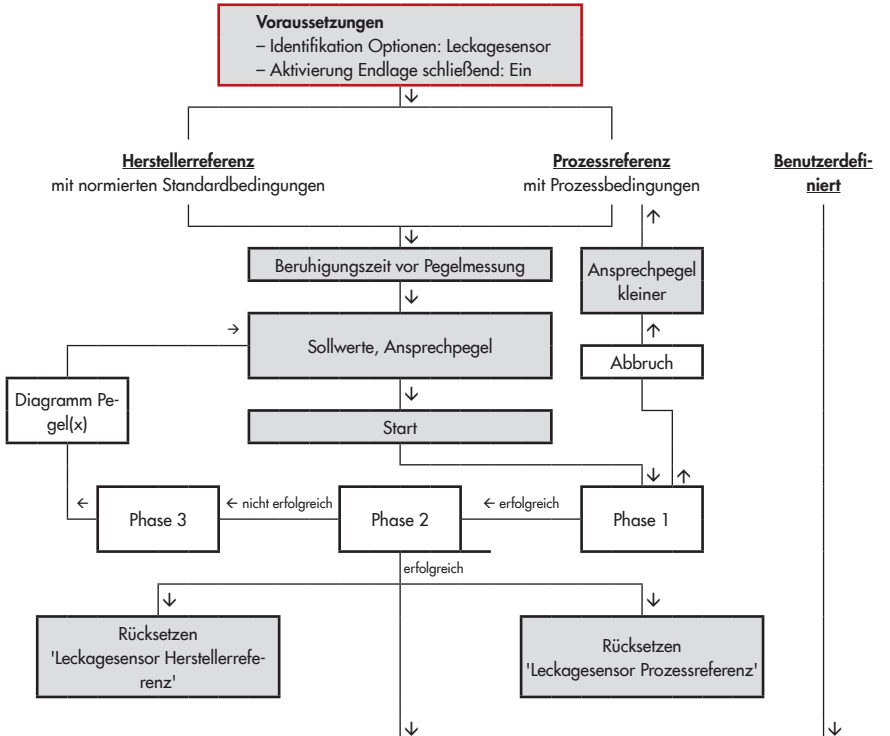 Voraussetzungen
– Identifikation Optionen: Leckagesensor
– Aktivierung Endlage schließend: Ein
Herstellerreferenz
mit normierten Standardbedingungen
Prozessreferenz
mit Prozessbedingungen
Benutzerdefi-
niert
Beruhigungszeit vor Pegelmessung
Ansprechpegel
kleiner
Sollwerte, Ansprechpegel
Abbruch
Diagramm Pe-
gel(x)
Start
Phase 3
← nicht erfolgreich
Phase 2
← erfolgreich
Phase 1
erfolgreich
Rücksetzen
'Leckagesensor Herstellerrefe-
renz'
Rücksetzen
'Leckagesensor Prozessreferenz'